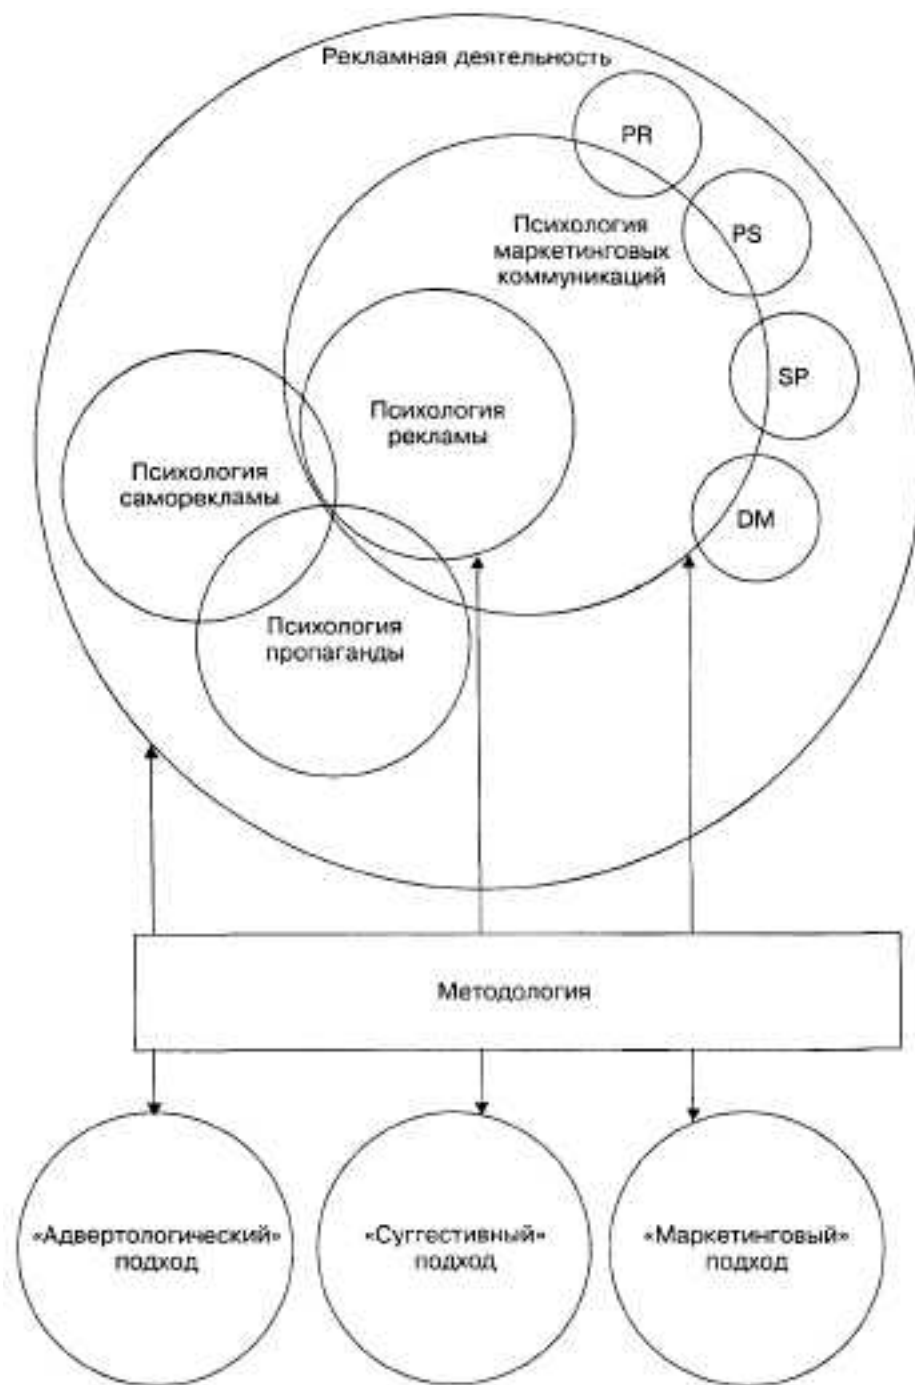 Рекламная деятельность
PR
Психология
маркетинговых
коммуникаций
PS
SP
Психология
рекламы
Психология
саморекламы
DM
Психология
пропаганды
Методология
«Адвертологический»
подход
«Суггестивный»
подход
«Маркетинговый»
подход